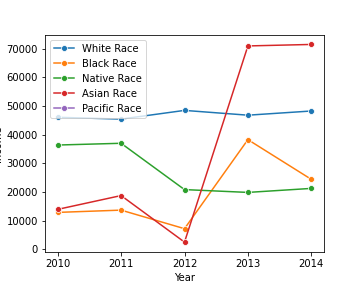 White Race
Black Race
Native Race
Asian Race
Pacific Race
70000
60000
50000
40000
30000
20000
10000
0
2010 2011 2012 2013 2014
Year